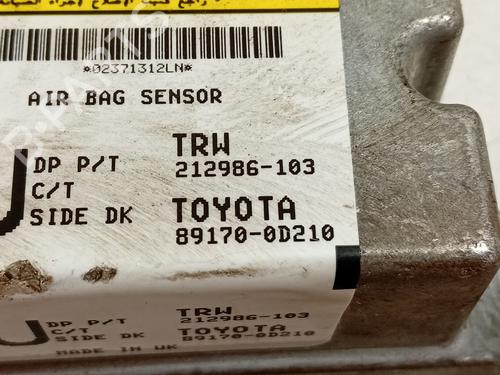 *02371312LN*
AIR BAG SENSOR
U
DP P/T
TRW
212986-103
C/T
SIDE DK
TOYOTA
89170-0D210
U
DP P/T
TRW
212986-103
C/T
SIDE DK
TOYOTA
89170-0D210
MADE IN UK